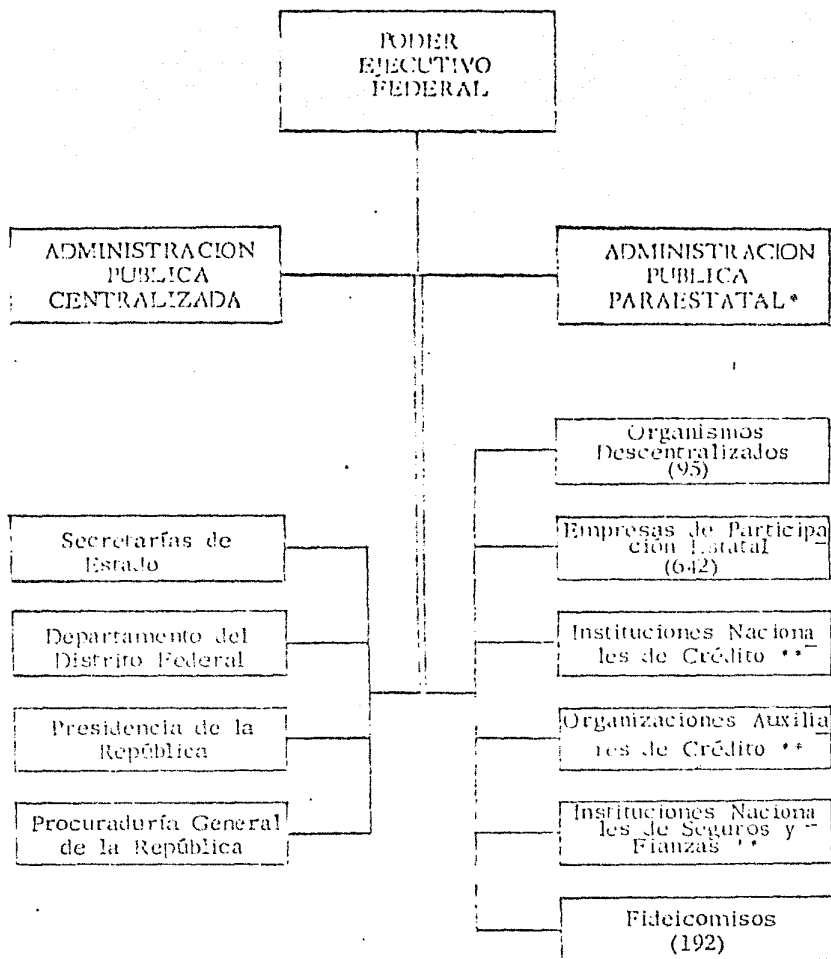 PODER
EJECUTIVO
FEDERAL
ADMINISTRACION
PUBLICA
CENTRALIZADA
ADMINISTRACION
PUBLICA
PARAESTATAL*
Secretarías de
Estado
Departamento del
Distrito Federal
Presidencia de la
República
Procuraduría General
de la República
Organismos
Descentralizados
(95)
Empresas de Participa
ción Estatal
(642)
Instituciones Naciona
les de Crédito **
Organizaciones Auxilia
res de Crédito **
Instituciones Naciona
les de Seguros y
Fianzas **
Fideicomisos
(192)